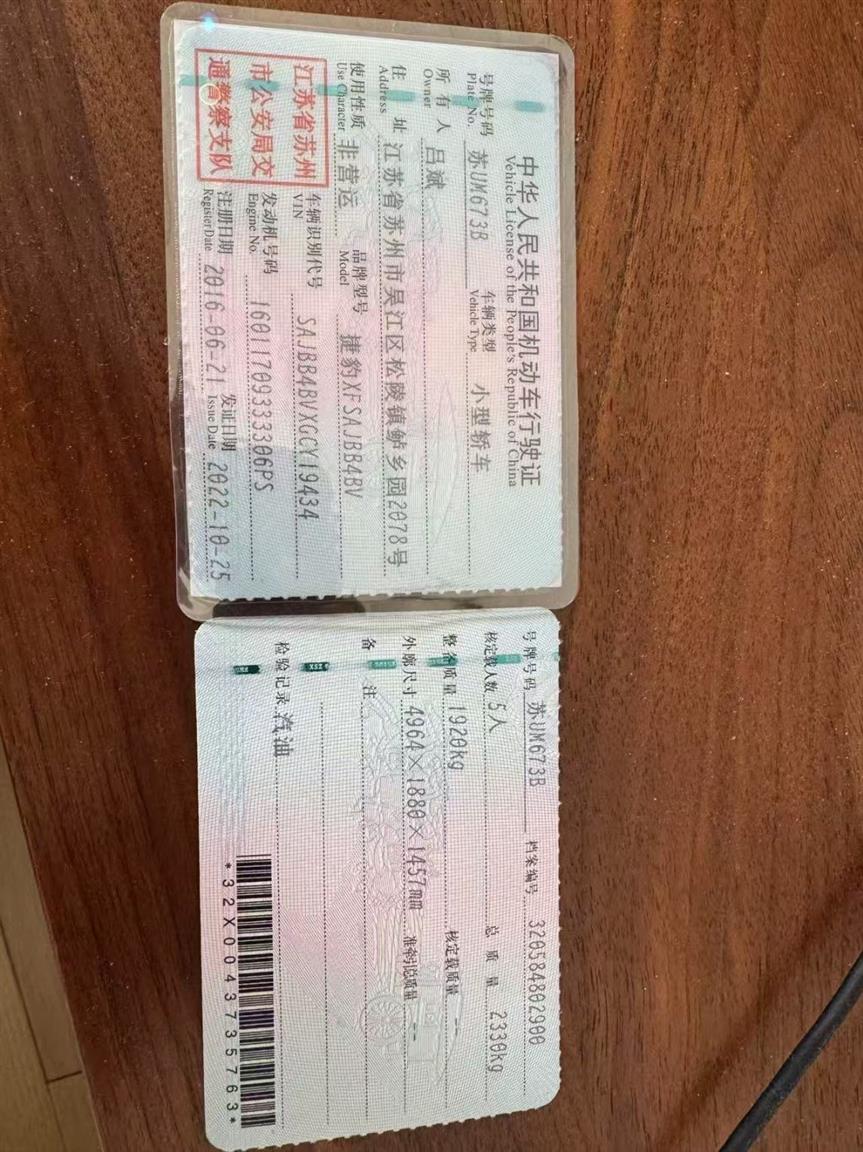 中华人民共和国机动车行驶证
Vehicle License of the People's Republic of China
号牌号码 苏UM673B 车辆类型 小型轿车
Plate No. Vehicle Type
所有人 吕斌
Owner
住址 江苏省苏州市吴江区松陵镇鲈乡园2078号
Address
使用性质 非营运 品牌型号 捷豹XFSAJBB4BV
Use Character Model
江苏省苏州
市公安局交
通警察支队
车辆识别代号 SAJBB4BVXGCY19434
VIN
发动机号码 16011709333306PS
Engine No.
注册日期 2016-06-21 发证日期 2022-10-25
Register Date Issue Date
号牌号码 苏UM673B 档案编号 320584802900
核定载人数 5人 总质量 2330kg
整备质量 1920kg 核定载质量 --
外廓尺寸 4964×1880×1457mm 准牵引总质量 --
备注
检验记录 汽油
*32X0043735763*